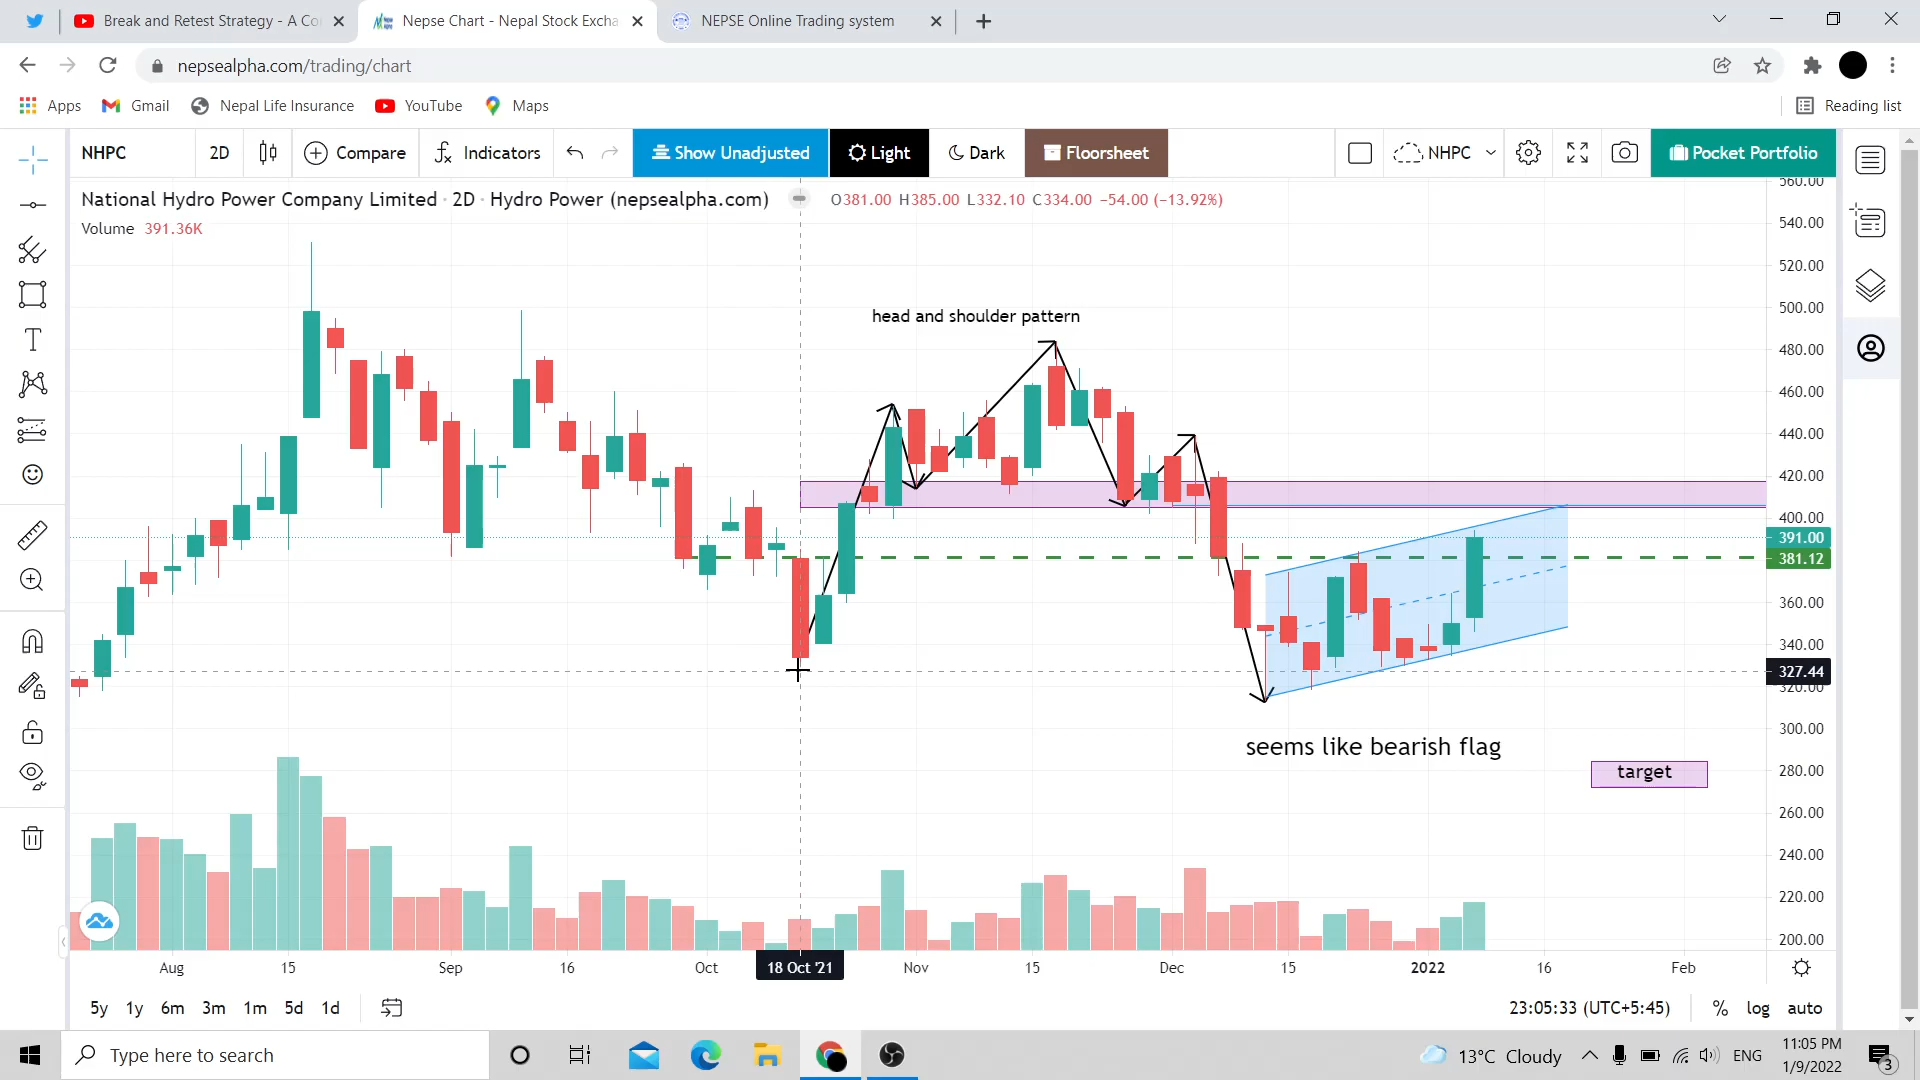 Break and Retest Strategy - A Co
Nepse Chart - Nepal Stock Excha
NEPSE Online Trading system
nepsealpha.com/trading/chart
Apps
Gmail
Nepal Life Insurance
YouTube
Maps
Reading list
NHPC
2D
Compare
Indicators
Show Unadjusted
Light
Dark
Floorsheet
NHPC
Pocket Portfolio
National Hydro Power Company Limited · 2D · Hydro Power (nepsealpha.com)
O381.00 H385.00 L332.10 C334.00 −54.00 (−13.92%)
Volume 391.36K
560.00
540.00
520.00
500.00
480.00
460.00
440.00
420.00
400.00
391.00
381.12
360.00
340.00
327.44
320.00
300.00
280.00
260.00
240.00
220.00
200.00
head and shoulder pattern
seems like bearish flag
target
Aug
15
Sep
16
Oct
18 Oct '21
Nov
15
Dec
15
2022
16
Feb
5y 1y 6m 3m 1m 5d 1d
23:05:33 (UTC+5:45)
%
log
auto
Type here to search
13°C Cloudy
ENG
11:05 PM
1/9/2022
3